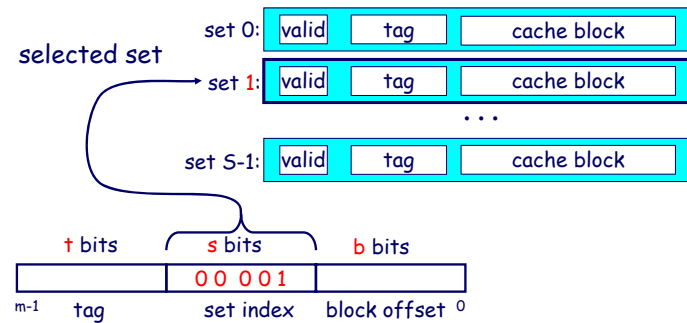 set 0: valid tag cache block
selected set
set 1: valid tag cache block
. . .
set S-1: valid tag cache block
t bits s bits b bits
0 0 0 0 1
m-1 tag set index block offset 0